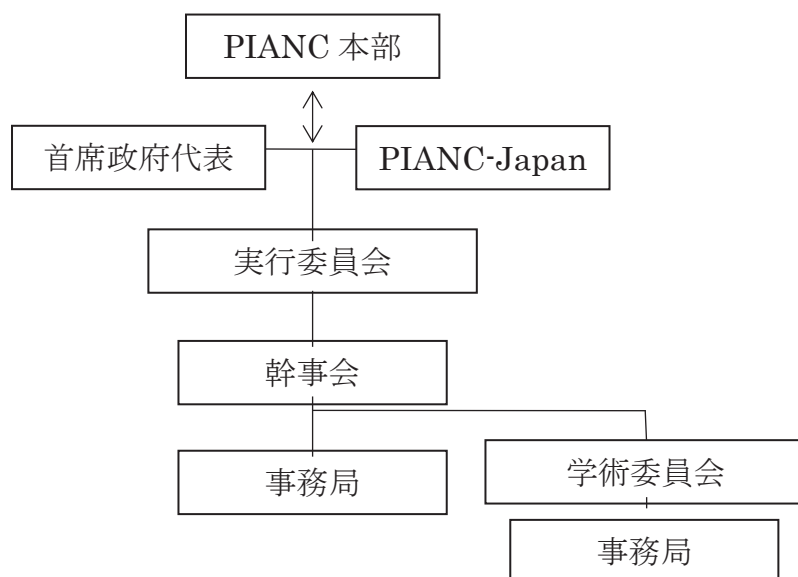 PIANC 本部
首席政府代表
PIANC-Japan
実行委員会
幹事会
事務局
学術委員会
事務局